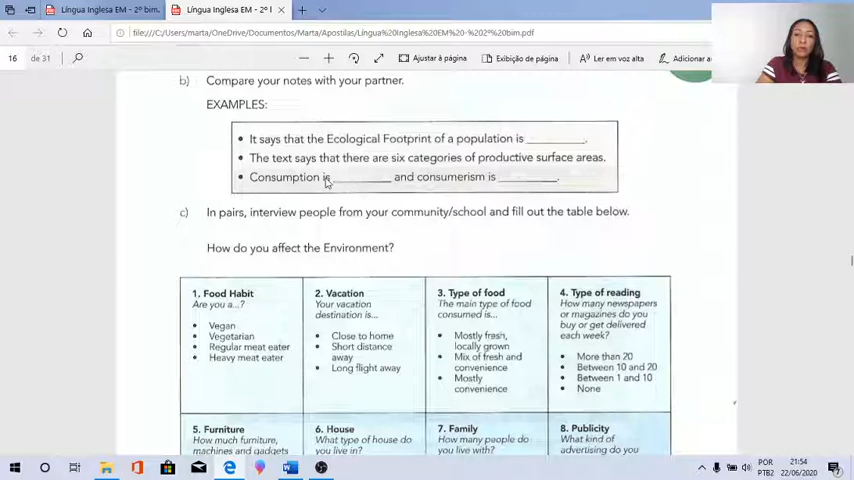 Língua Inglesa EM - 2º bim.
Língua Inglesa EM - 2º l
file:///C:/Users/marta/OneDrive/Documentos/Marta/Apostilas/Língua%20Inglesa%20EM%20-%202º%20bim.pdf
16 de 31
Ajustar à página
Exibição de página
Ler em voz alta
Adicionar
b) Compare your notes with your partner.
EXAMPLES:
• It says that the Ecological Footprint of a population is ________.
• The text says that there are six categories of productive surface areas.
• Consumption is ________ and consumerism is ________.
c) In pairs, interview people from your community/school and fill out the table below.
How do you affect the Environment?
1. Food Habit
Are you a...?
• Vegan
• Vegetarian
• Regular meat eater
• Heavy meat eater
2. Vacation
Your vacation
destination is...
• Close to home
• Short distance
away
• Long flight away
3. Type of food
The main type of food
consumed is...
• Mostly fresh,
locally grown
• Mix of fresh and
convenience
• Mostly
convenience
4. Type of reading
How many newspapers
or magazines do you
buy or get delivered
each week?
• More than 20
• Between 10 and 20
• Between 1 and 10
• None
5. Furniture
How much furniture,
machines and gadgets
6. House
What type of house do
you live in?
7. Family
How many people do
you live with?
8. Publicity
What kind of
advertising do you
POR
PTB2
21:54
22/06/2020